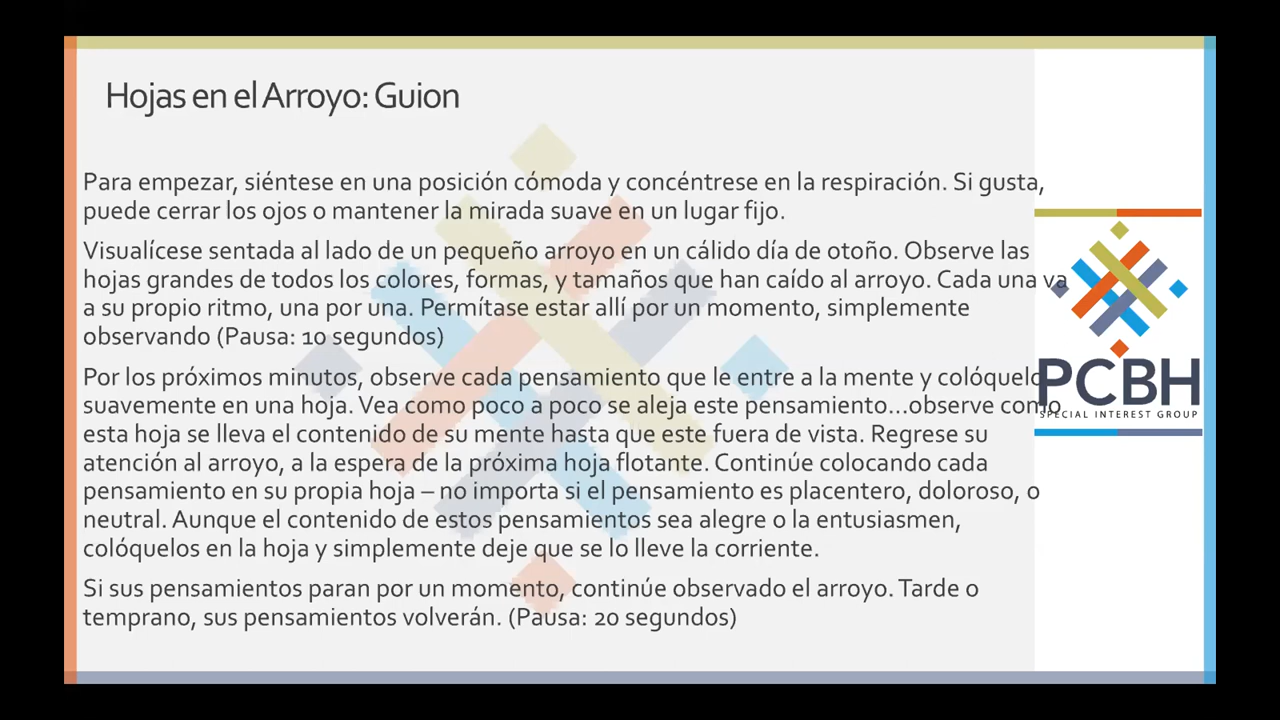 Hojas en el Arroyo: Guion
Para empezar, siéntese en una posición cómoda y concéntrese en la respiración. Si gusta,
puede cerrar los ojos o mantener la mirada suave en un lugar fijo.
Visualícese sentada al lado de un pequeño arroyo en un cálido día de otoño. Observe las
hojas grandes de todos los colores, formas, y tamaños que han caído al arroyo. Cada una va
a su propio ritmo, una por una. Permítase estar allí por un momento, simplemente
observando (Pausa: 10 segundos)
Por los próximos minutos, observe cada pensamiento que le entre a la mente y colóquelo
suavemente en una hoja. Vea como poco a poco se aleja este pensamiento...observe como
esta hoja se lleva el contenido de su mente hasta que este fuera de vista. Regrese su
atención al arroyo, a la espera de la próxima hoja flotante. Continúe colocando cada
pensamiento en su propia hoja – no importa si el pensamiento es placentero, doloroso, o
neutral. Aunque el contenido de estos pensamientos sea alegre o la entusiasmen,
colóquelos en la hoja y simplemente deje que se lo lleve la corriente.
Si sus pensamientos paran por un momento, continúe observado el arroyo. Tarde o
temprano, sus pensamientos volverán. (Pausa: 20 segundos)
PCBH
SPECIAL INTEREST GROUP